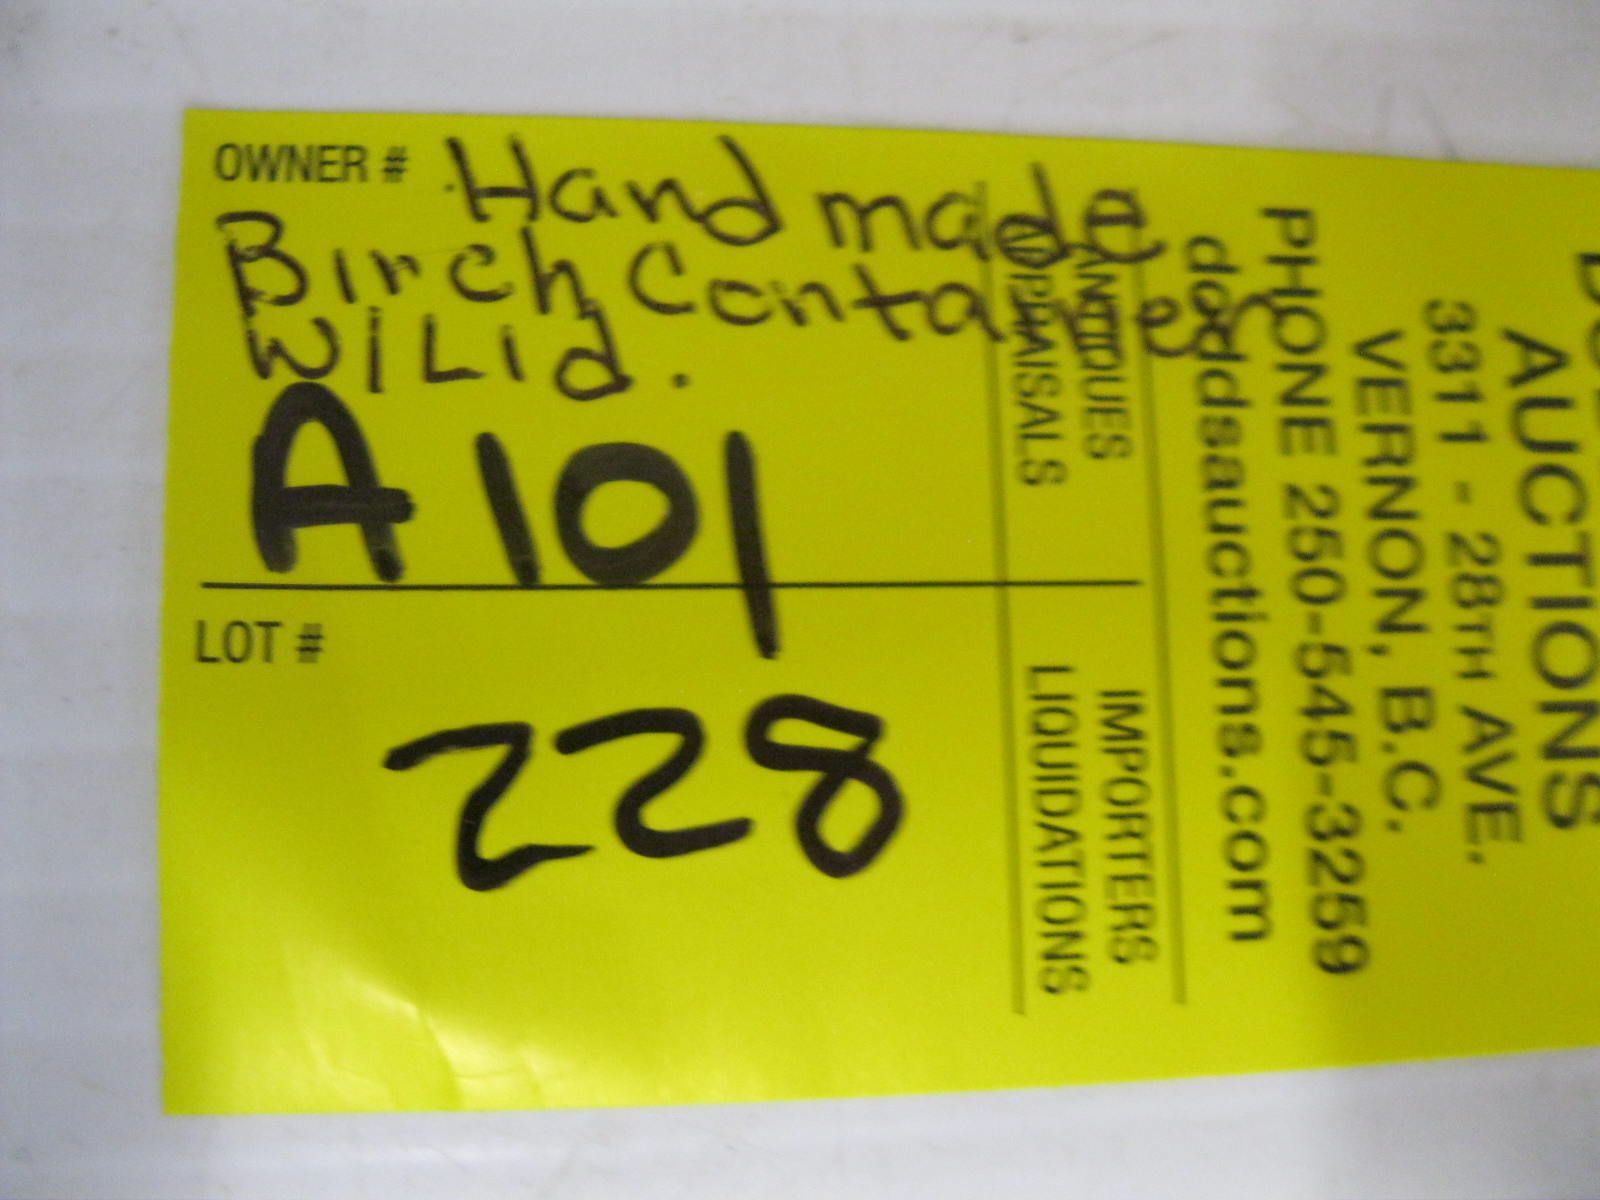 OWNER # Hand made
Birch Container
W/Lid.
A101
LOT #
228
AUCTIONS
3311 - 28TH AVE.
VERNON, B.C.
PHONE 250-545-3259
doddsauctions.com
ANTIQUES IMPORTERS
APPRAISALS LIQUIDATIONS